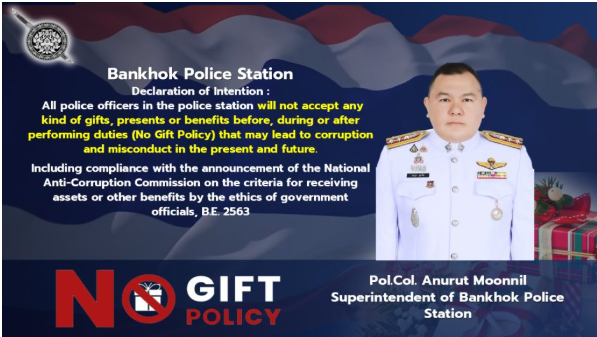 Bankhok Police Station
Declaration of Intention :
All police officers in the police station will not accept any
kind of gifts, presents or benefits before, during or after
performing duties (No Gift Policy) that may lead to corruption
and misconduct in the present and future.
Including compliance with the announcement of the National
Anti-Corruption Commission on the criteria for receiving
assets or other benefits by the ethics of government
officials, B.E. 2563
NO GIFT
POLICY
Pol.Col. Anurut Moonnil
Superintendent of Bankhok Police
Station